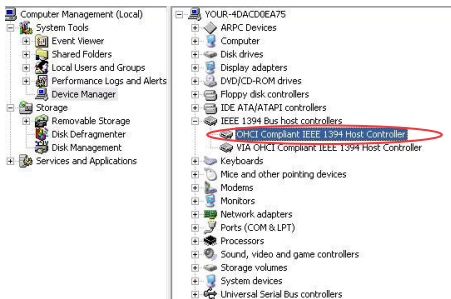 Computer Management (Local)
System Tools
Event Viewer
Shared Folders
Local Users and Groups
Performance Logs and Alerts
Device Manager
Storage
Removable Storage
Disk Defragmenter
Disk Management
Services and Applications
YOUR-4DACD0EA75
ARPC Devices
Computer
Disk drives
Display adapters
DVD/CD-ROM drives
Floppy disk controllers
IDE ATA/ATAPI controllers
IEEE 1394 Bus host controllers
OHCI Compliant IEEE 1394 Host Controller
VIA OHCI Compliant IEEE 1394 Host Controller
Keyboards
Mice and other pointing devices
Modems
Monitors
Network adapters
Ports (COM & LPT)
Processors
Sound, video and game controllers
Storage volumes
System devices
Universal Serial Bus controllers